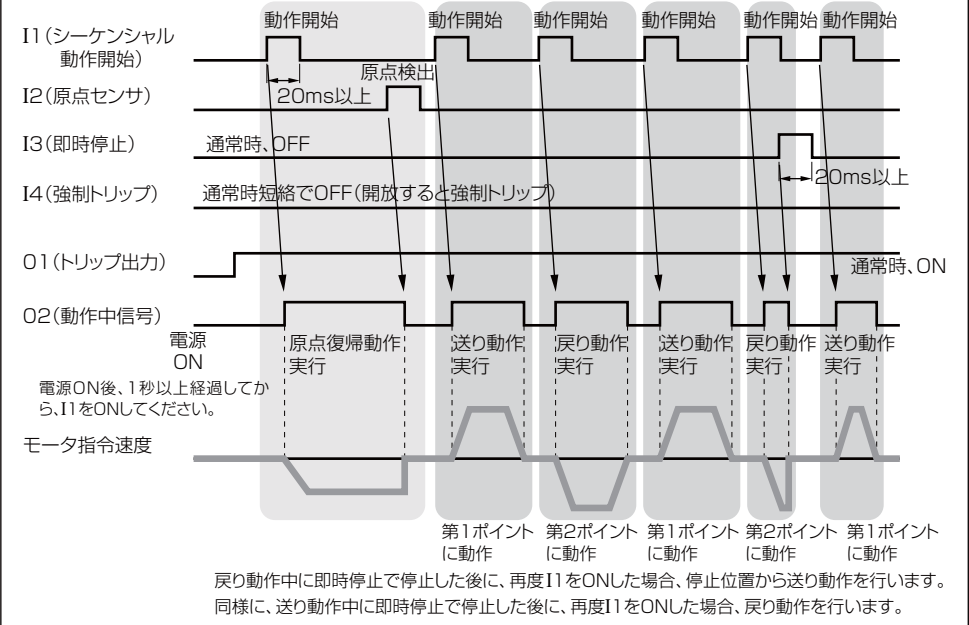 動作開始 動作開始 動作開始 動作開始 動作開始 動作開始
I1（シーケンシャル
動作開始）
原点検出
20ms以上
I2（原点センサ）
I3（即時停止） 通常時、OFF
20ms以上
I4（強制トリップ） 通常時短絡でOFF（開放すると強制トリップ）
O1（トリップ出力）
通常時、ON
O2（動作中信号）
電源
ON
原点復帰動作
実行
送り動作
実行
戻り動作
実行
送り動作
実行
戻り動作
実行
送り動作
実行
電源ON後、1秒以上経過してか
ら、I1をONしてください。
モータ指令速度
第1ポイント
に動作
第2ポイント
に動作
第1ポイント
に動作
第2ポイント
に動作
第1ポイント
に動作
戻り動作中に即時停止で停止した後に、再度I1をONした場合、停止位置から送り動作を行います。
同様に、送り動作中に即時停止で停止した後に、再度I1をONした場合、戻り動作を行います。